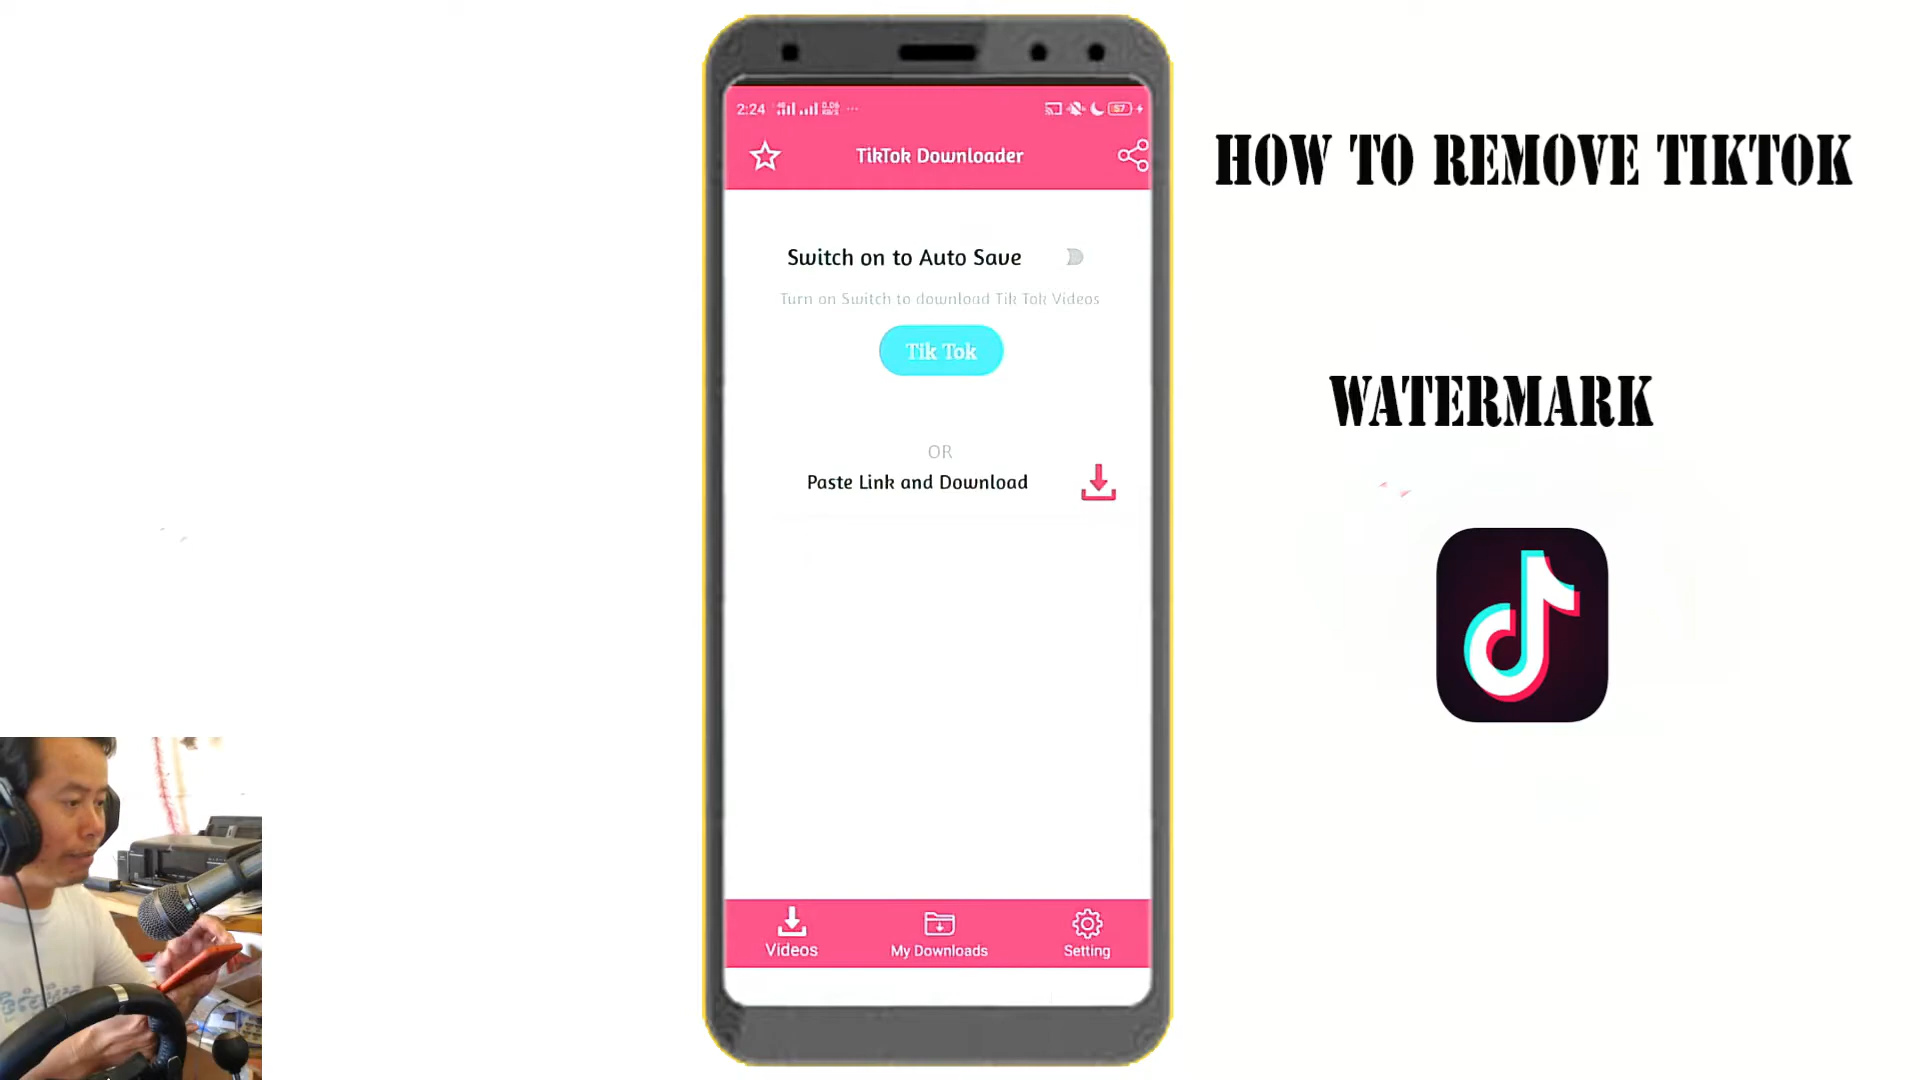 2:24
57
TikTok Downloader
HOW TO REMOVE TIKTOK
Switch on to Auto Save
Turn on Switch to download Tik Tok Videos
Tik Tok
WATERMARK
OR
Paste Link and Download
Videos
My Downloads
Setting